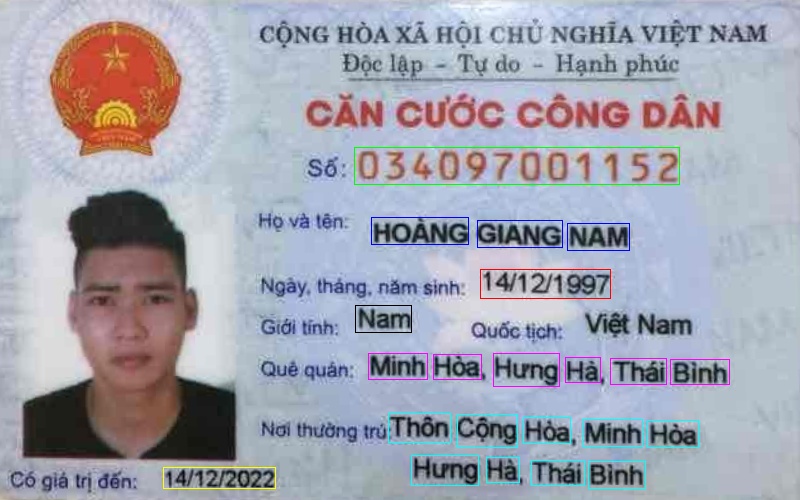 CỘNG HÒA XÃ HỘI CHỦ NGHĨA VIỆT NAM
Độc lập - Tự do - Hạnh phúc
CĂN CƯỚC CÔNG DÂN
Số: 034097001152
Họ và tên: HOÀNG GIANG NAM
Ngày, tháng, năm sinh: 14/12/1997
Giới tính: Nam Quốc tịch: Việt Nam
Quê quán: Minh Hòa, Hưng Hà, Thái Bình
Nơi thường trú: Thôn Cộng Hòa, Minh Hòa
Hưng Hà, Thái Bình
Có giá trị đến: 14/12/2022